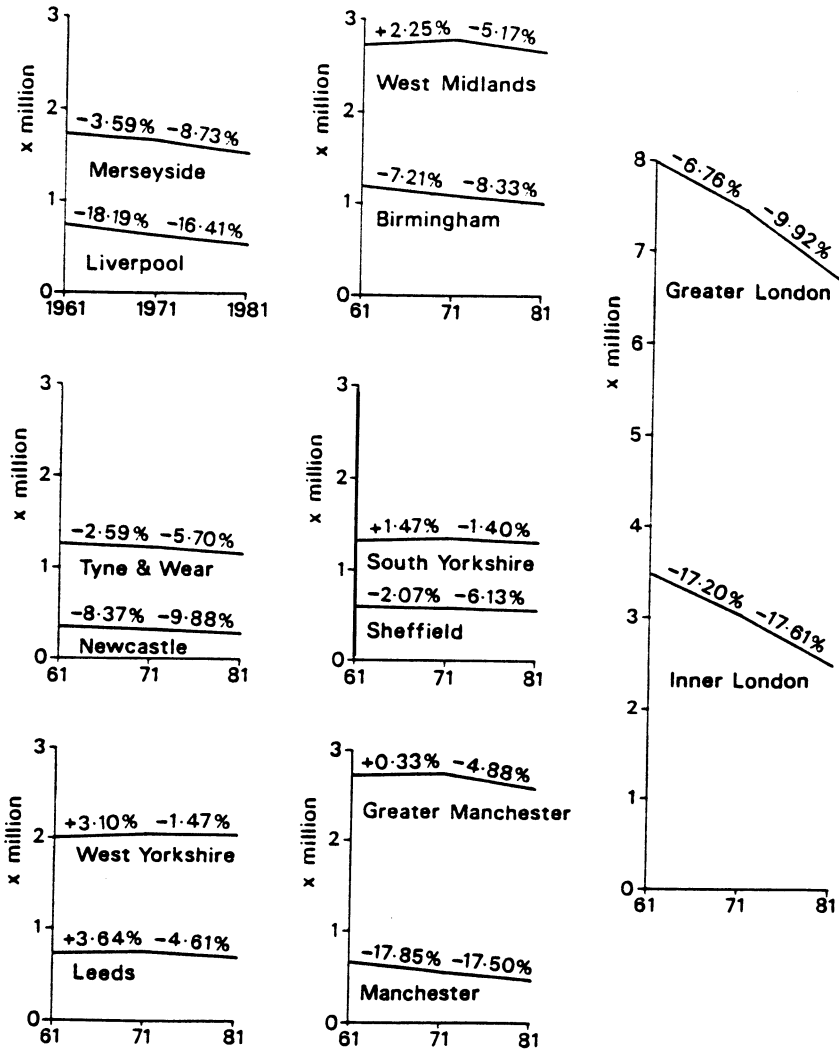 3
2
1
0
x million
−3·59% −8·73%
Merseyside
−18·19% −16·41%
Liverpool
1961 1971 1981
3
2
1
0
x million
+2·25% −5·17%
West Midlands
−7·21% −8·33%
Birmingham
61 71 81
8
7
6
5
4
3
2
1
0
x million
−6·76% −9·92%
Greater London
−17·20% −17·61%
Inner London
61 71 81
3
2
1
0
x million
−2·59% −5·70%
Tyne & Wear
−8·37% −9·88%
Newcastle
61 71 81
3
2
1
0
x million
+1·47% −1·40%
South Yorkshire
−2·07% −6·13%
Sheffield
61 71 81
3
2
1
0
x million
+3·10% −1·47%
West Yorkshire
+3·64% −4·61%
Leeds
61 71 81
3
2
1
0
x million
+0·33% −4·88%
Greater Manchester
−17·85% −17·50%
Manchester
61 71 81